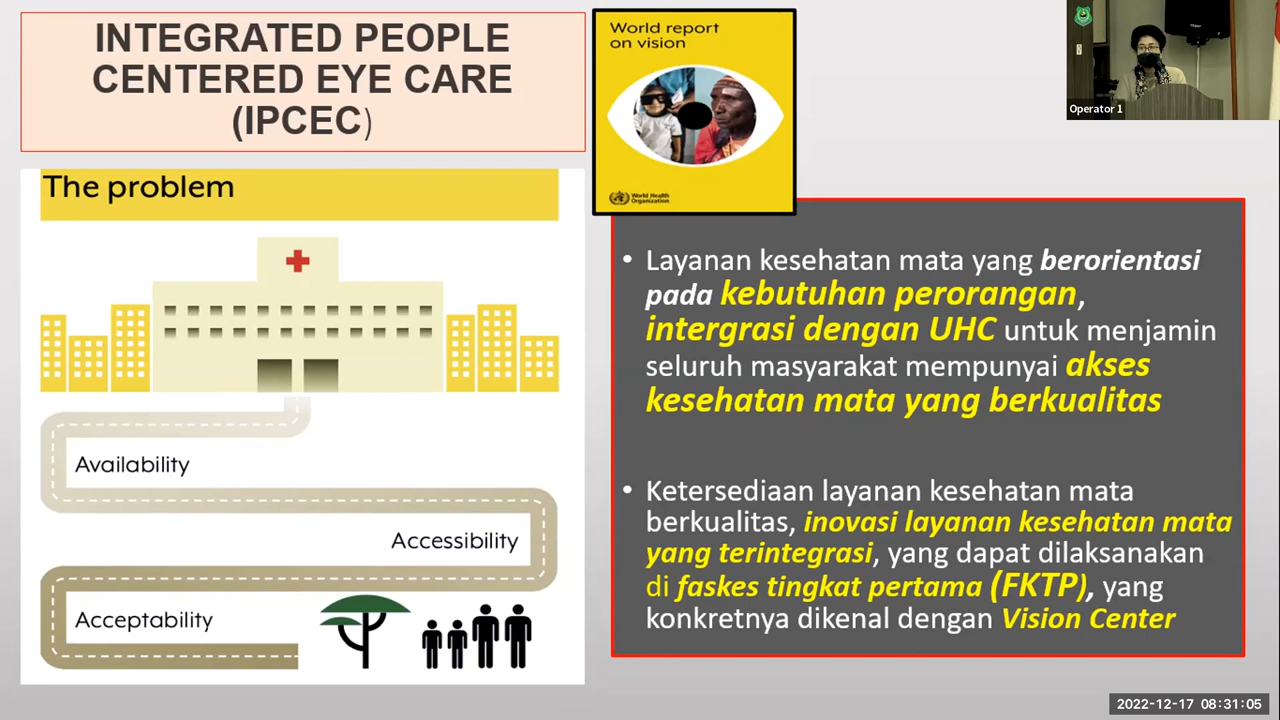 INTEGRATED PEOPLE
CENTERED EYE CARE
(IPCEC)
World report
on vision
World Health
Organization
Operator 1
The problem
Availability
Accessibility
Acceptability
• Layanan kesehatan mata yang berorientasi
pada kebutuhan perorangan,
intergrasi dengan UHC untuk menjamin
seluruh masyarakat mempunyai akses
kesehatan mata yang berkualitas
• Ketersediaan layanan kesehatan mata
berkualitas, inovasi layanan kesehatan mata
yang terintegrasi, yang dapat dilaksanakan
di faskes tingkat pertama (FKTP), yang
konkretnya dikenal dengan Vision Center
2022-12-17 08:31:05